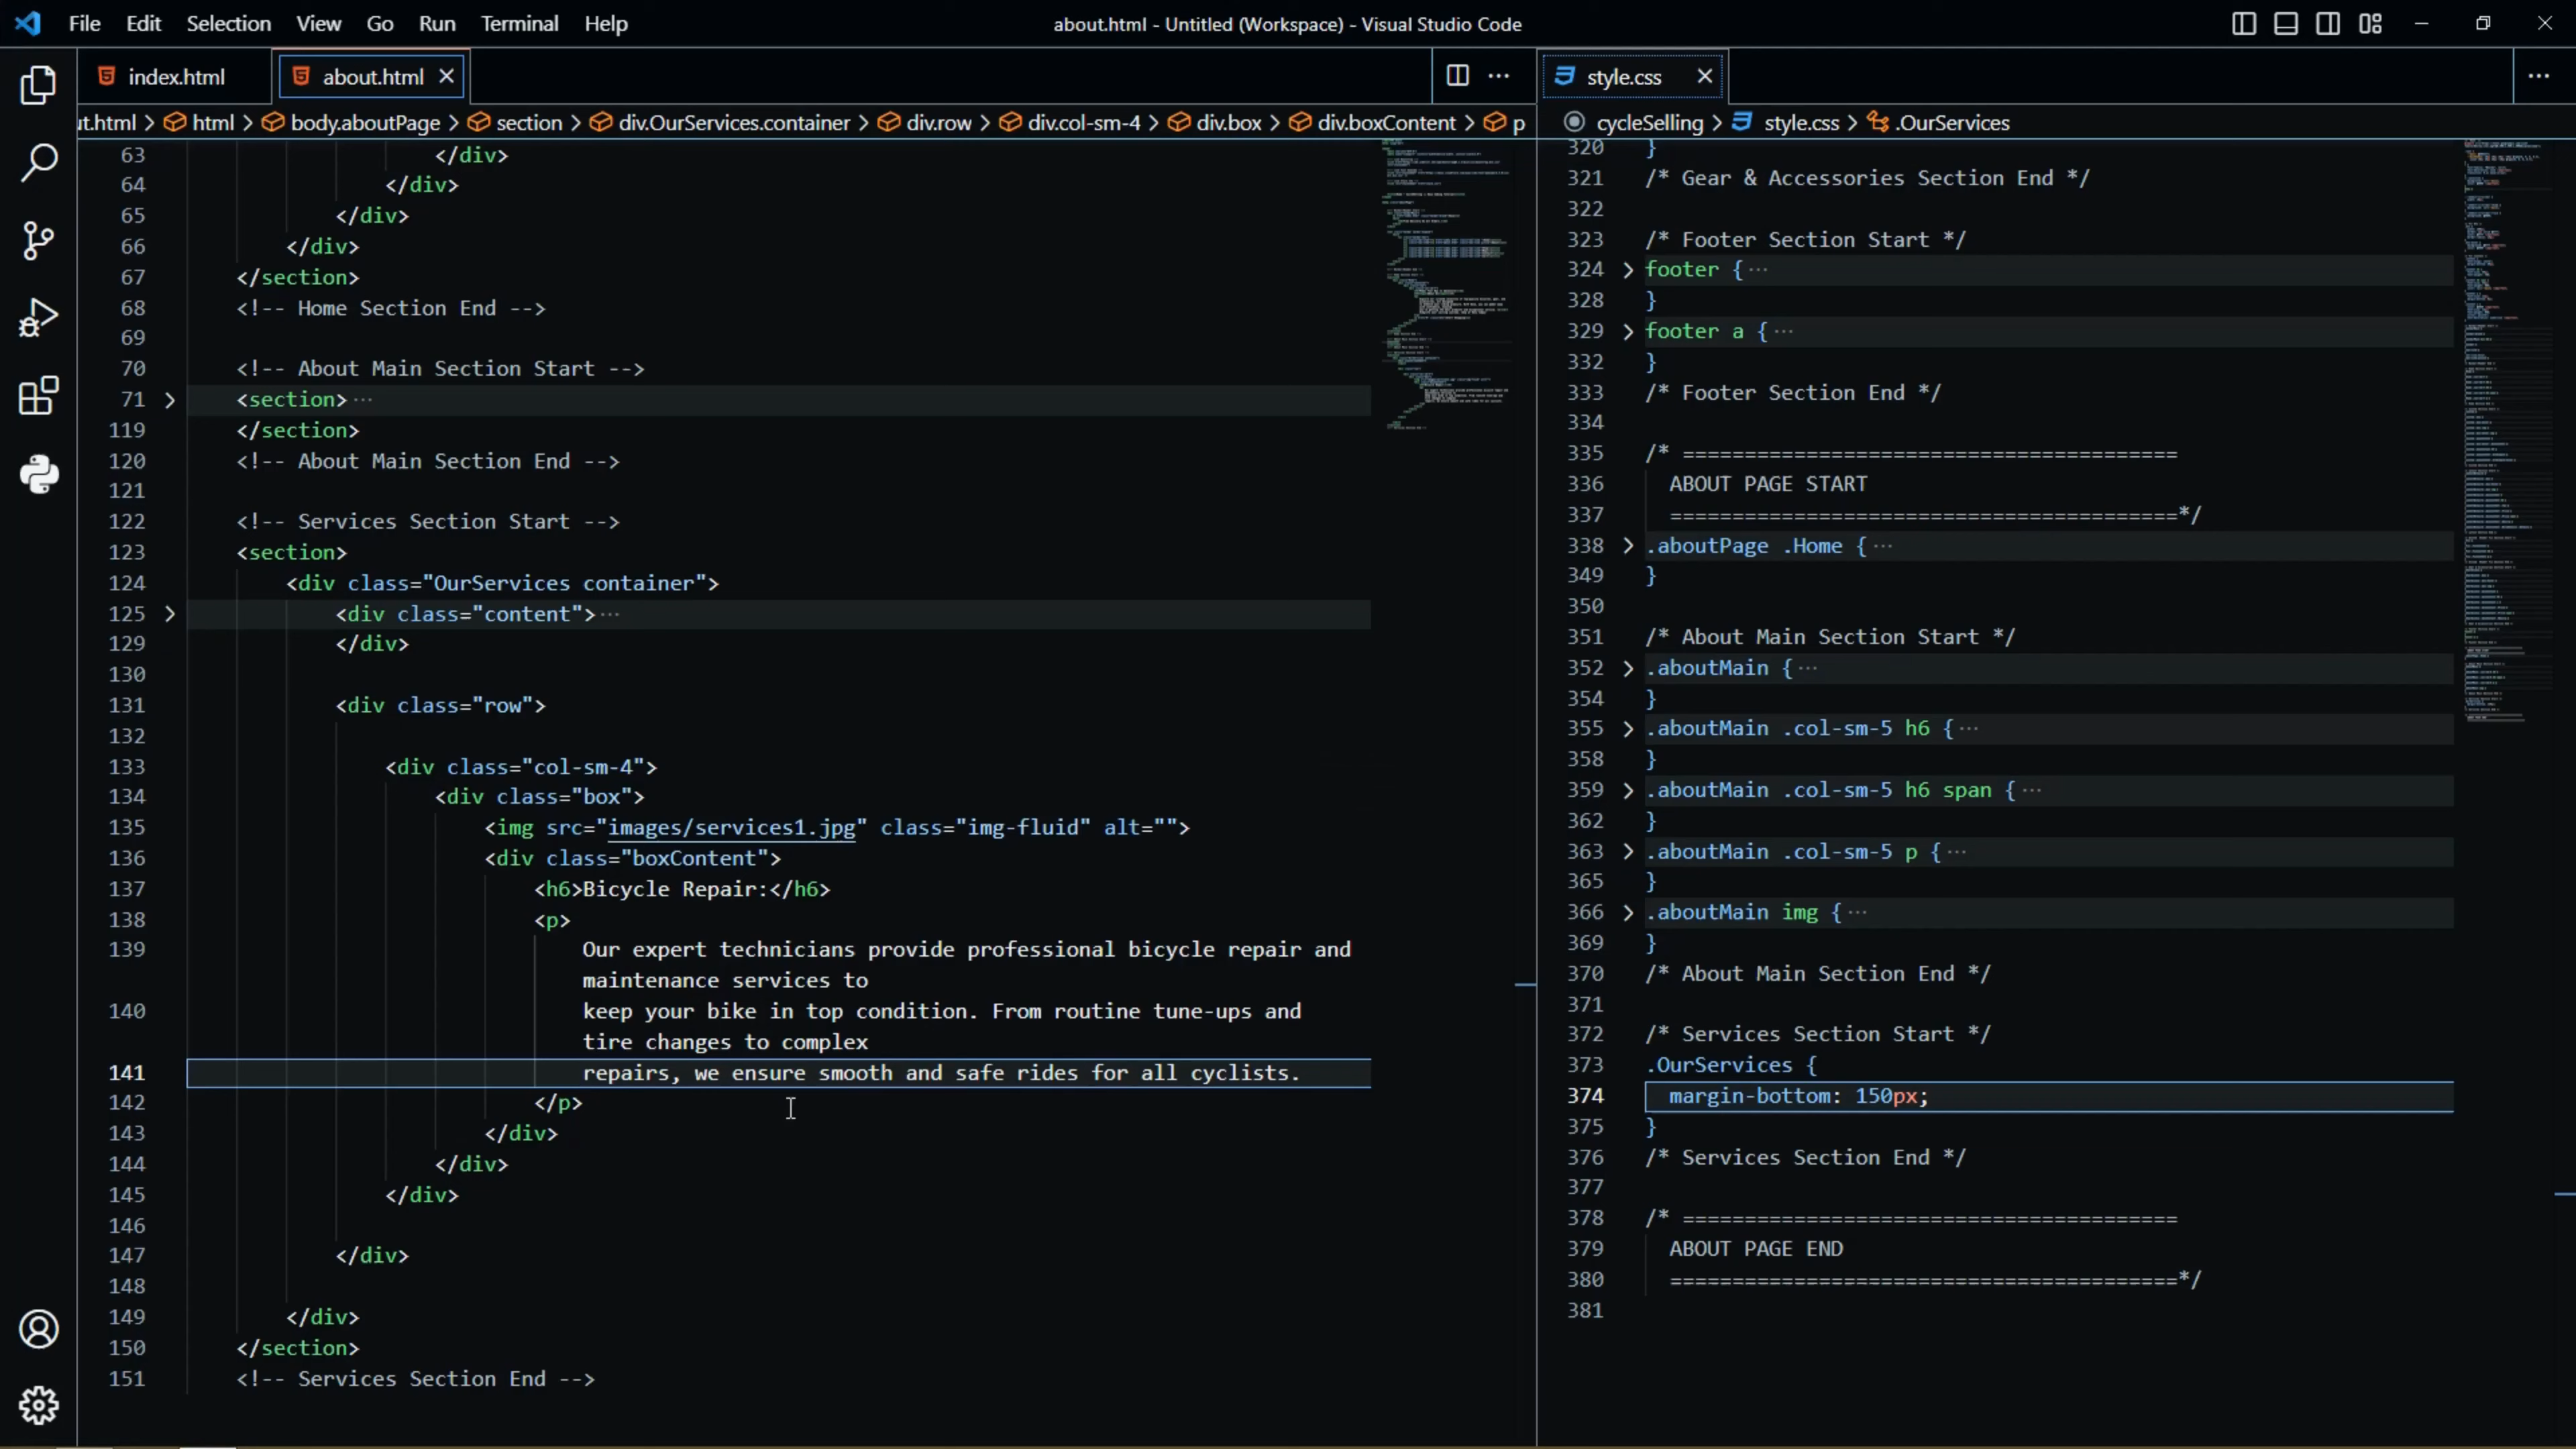 File Edit Selection View Go Run Terminal Help
about.html - Untitled (Workspace) - Visual Studio Code
index.html
about.html
style.css
ut.html > html > body.aboutPage > section > div.OurServices.container > div.row > div.col-sm-4 > div.box > div.boxContent > p
cycleSelling > style.css > .OurServices
63 </div>
64 </div>
65 </div>
66 </div>
67 </section>
68 <!-- Home Section End -->
69
70 <!-- About Main Section Start -->
71 <section>…
119 </section>
120 <!-- About Main Section End -->
121
122 <!-- Services Section Start -->
123 <section>
124 <div class="OurServices container">
125 <div class="content">…
129 </div>
130
131 <div class="row">
132
133 <div class="col-sm-4">
134 <div class="box">
135 <img src="images/services1.jpg" class="img-fluid" alt="">
136 <div class="boxContent">
137 <h6>Bicycle Repair:</h6>
138 <p>
139 Our expert technicians provide professional bicycle repair and
maintenance services to
140 keep your bike in top condition. From routine tune-ups and
tire changes to complex
141 repairs, we ensure smooth and safe rides for all cyclists.
142 </p>
143 </div>
144 </div>
145 </div>
146
147 </div>
148
149 </div>
150 </section>
151 <!-- Services Section End -->
320 }
321 /* Gear & Accessories Section End */
322
323 /* Footer Section Start */
324 footer {…
328 }
329 footer a {…
332 }
333 /* Footer Section End */
334
335 /* ========================================
336 ABOUT PAGE START
337 =========================================*/
338 .aboutPage .Home {…
349 }
350
351 /* About Main Section Start */
352 .aboutMain {…
354 }
355 .aboutMain .col-sm-5 h6 {…
358 }
359 .aboutMain .col-sm-5 h6 span {…
362 }
363 .aboutMain .col-sm-5 p {…
365 }
366 .aboutMain img {…
369 }
370 /* About Main Section End */
371
372 /* Services Section Start */
373 .OurServices {
374 margin-bottom: 150px;
375 }
376 /* Services Section End */
377
378 /* ========================================
379 ABOUT PAGE END
380 =========================================*/
381